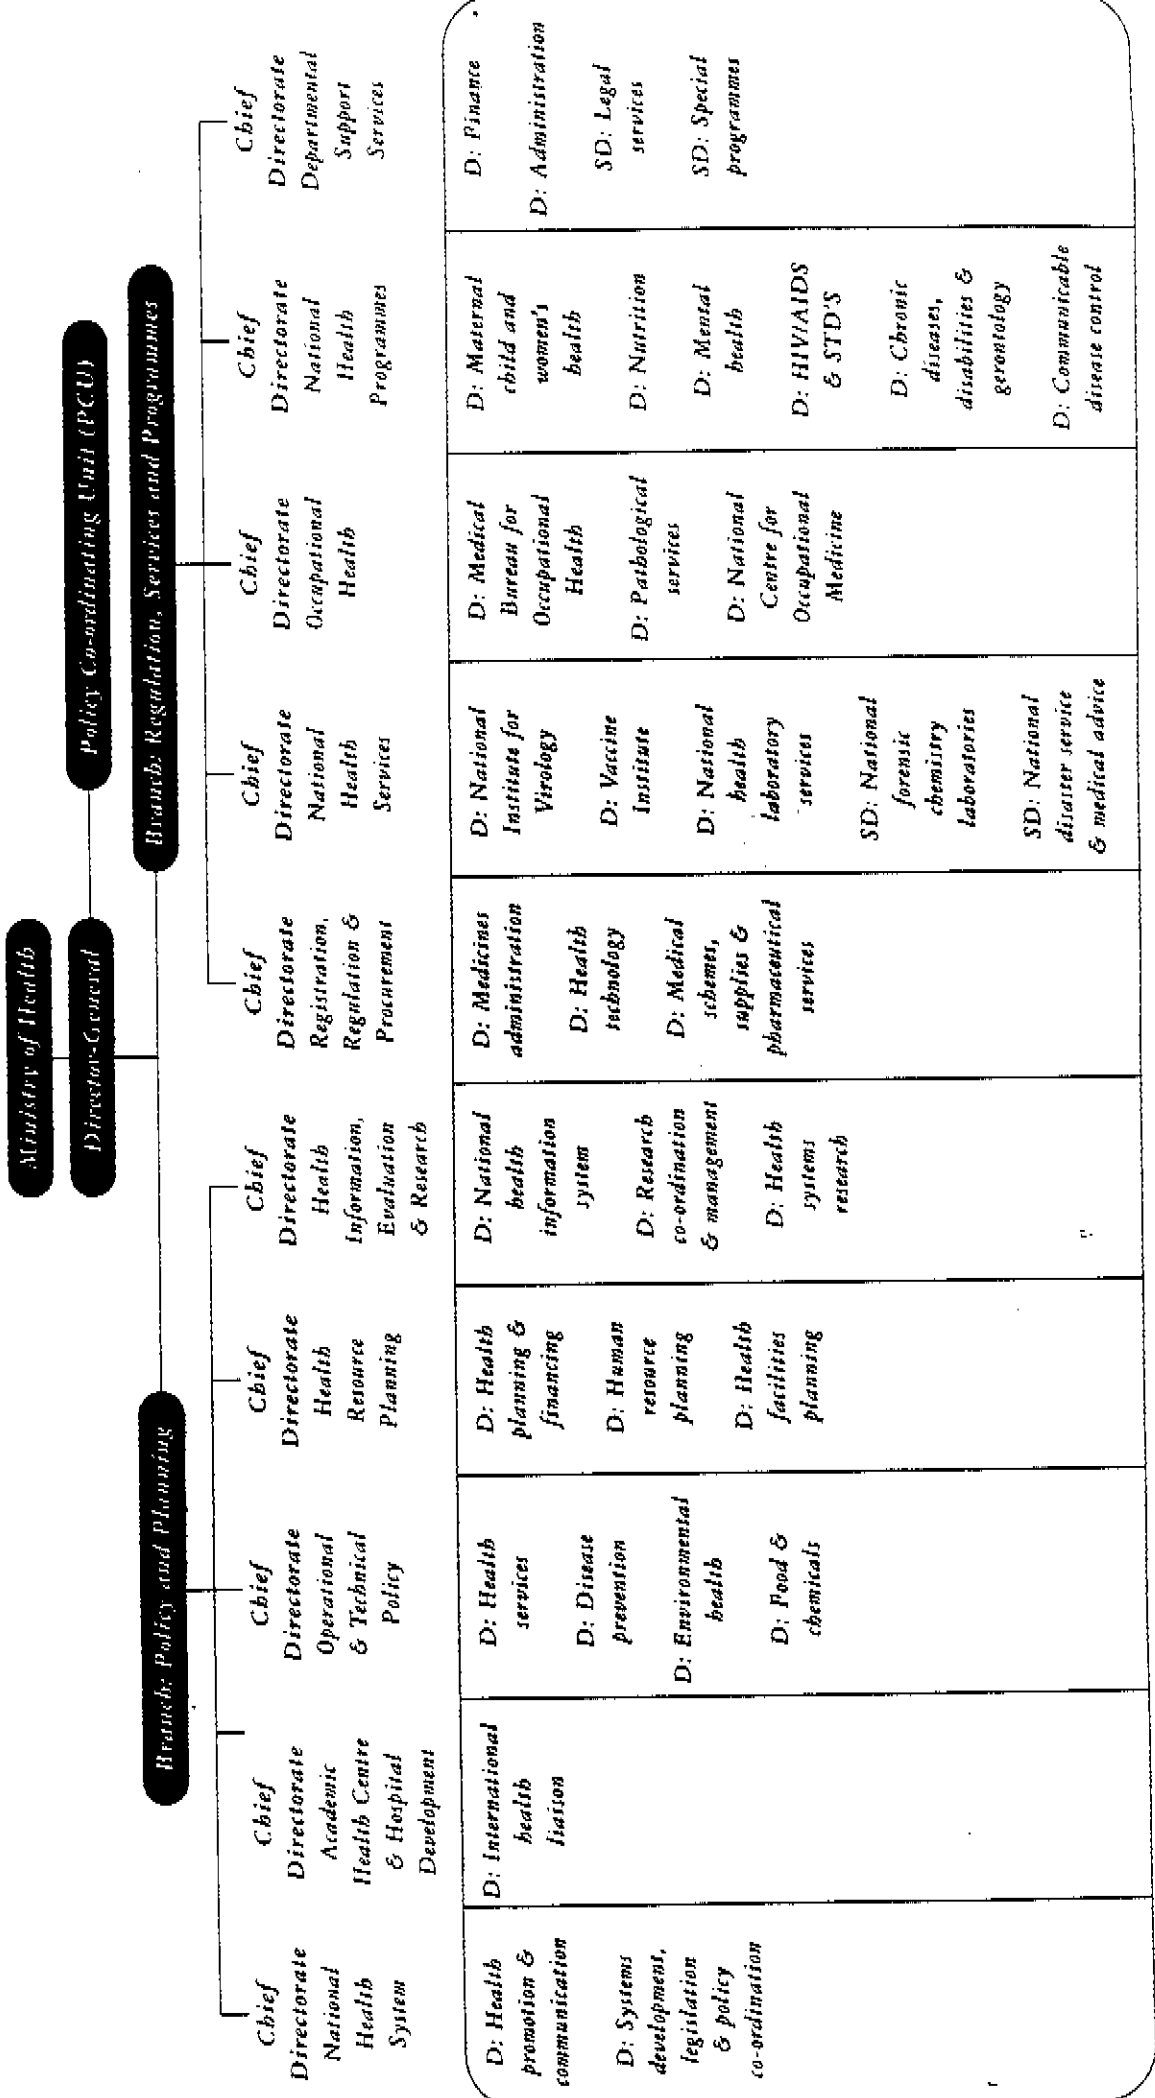 Ministry of Health
Director-General
Policy Co-ordinating Unit (PCU)
Branch: Policy and Planning
Branch: Regulation, Services and Programmes
Chief
Directorate
National
Health
System
Chief
Directorate
Academic
Health Centre
& Hospital
Development
Chief
Directorate
Operational
& Technical
Policy
Chief
Directorate
Health
Resource
Planning
Chief
Directorate
Health
Information,
Evaluation
& Research
Chief
Directorate
Registration,
Regulation &
Procurement
Chief
Directorate
National
Health
Services
Chief
Directorate
Occupational
Health
Chief
Directorate
National
Health
Programmes
Chief
Directorate
Departmental
Support
Services
D: Health
promotion &
communication
D: Systems
development,
legislation
& policy
co-ordination
D: International
health
liaison
D: Health
services
D: Disease
prevention
D: Environmental
health
D: Food &
chemicals
D: Health
planning &
financing
D: Human
resource
planning
D: Health
facilities
planning
D: National
health
information
system
D: Research
co-ordination
& management
D: Health
systems
research
D: Medicines
administration
D: Health
technology
D: Medical
schemes,
supplies &
pharmaceutical
services
D: National
Institute for
Virology
D: Vaccine
Institute
D: National
health
laboratory
services
SD: National
forensic
chemistry
laboratories
SD: National
disaster service
& medical advice
D: Medical
Bureau for
Occupational
Health
D: Pathological
services
D: National
Centre for
Occupational
Medicine
D: Maternal
child and
women's
health
D: Nutrition
D: Mental
health
D: HIV/AIDS
& STD'S
D: Chronic
diseases,
disabilities &
gerontology
D: Communicable
disease control
D: Finance
D: Administration
SD: Legal
services
SD: Special
programmes